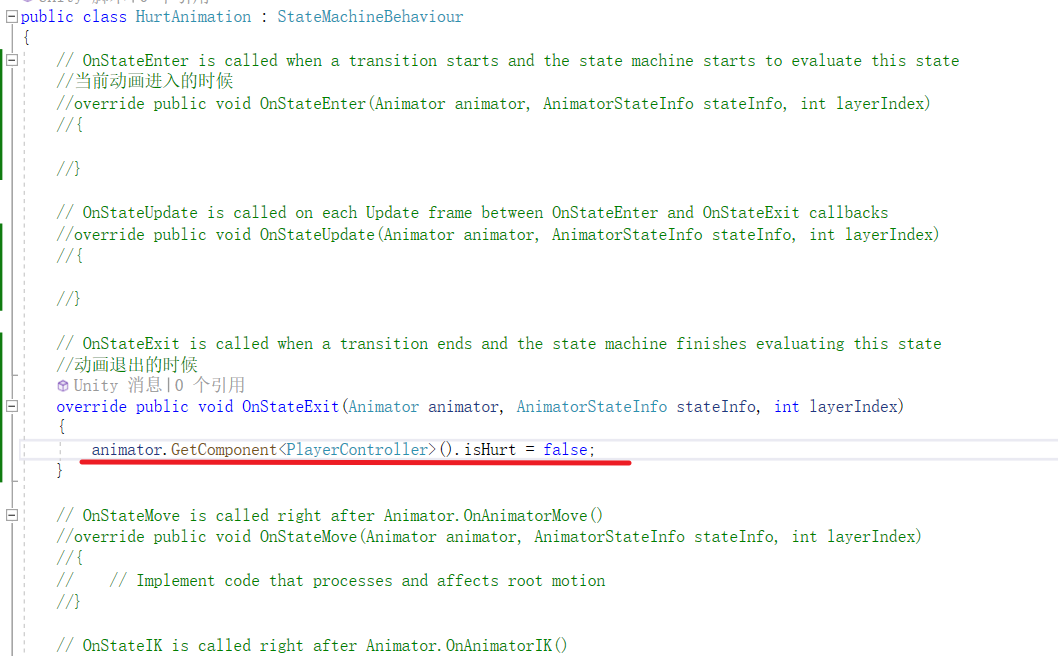 public class HurtAnimation : StateMachineBehaviour
{
// OnStateEnter is called when a transition starts and the state machine starts to evaluate this state
//当前动画进入的时候
//override public void OnStateEnter(Animator animator, AnimatorStateInfo stateInfo, int layerIndex)
//{
//}
// OnStateUpdate is called on each Update frame between OnStateEnter and OnStateExit callbacks
//override public void OnStateUpdate(Animator animator, AnimatorStateInfo stateInfo, int layerIndex)
//{
//}
// OnStateExit is called when a transition ends and the state machine finishes evaluating this state
//动画退出的时候
Unity 消息|0 个引用
override public void OnStateExit(Animator animator, AnimatorStateInfo stateInfo, int layerIndex)
{
animator.GetComponent<PlayerController>().isHurt = false;
}
// OnStateMove is called right after Animator.OnAnimatorMove()
//override public void OnStateMove(Animator animator, AnimatorStateInfo stateInfo, int layerIndex)
//{
//    // Implement code that processes and affects root motion
//}
// OnStateIK is called right after Animator.OnAnimatorIK()